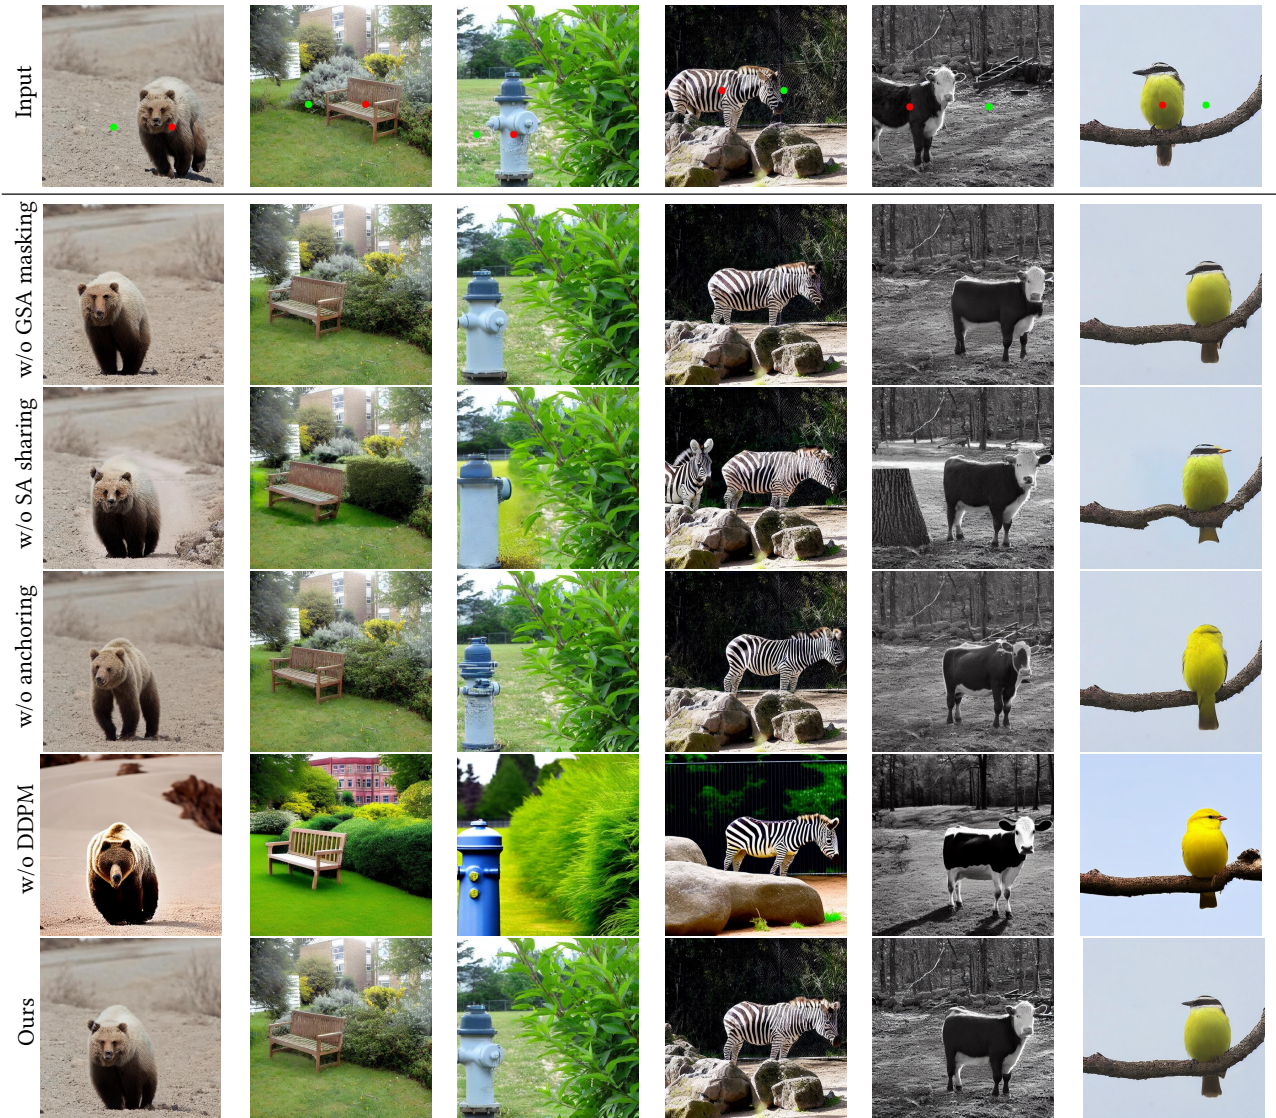 Input
w/o GSA masking
w/o SA sharing
w/o anchoring
w/o DDPM
Ours